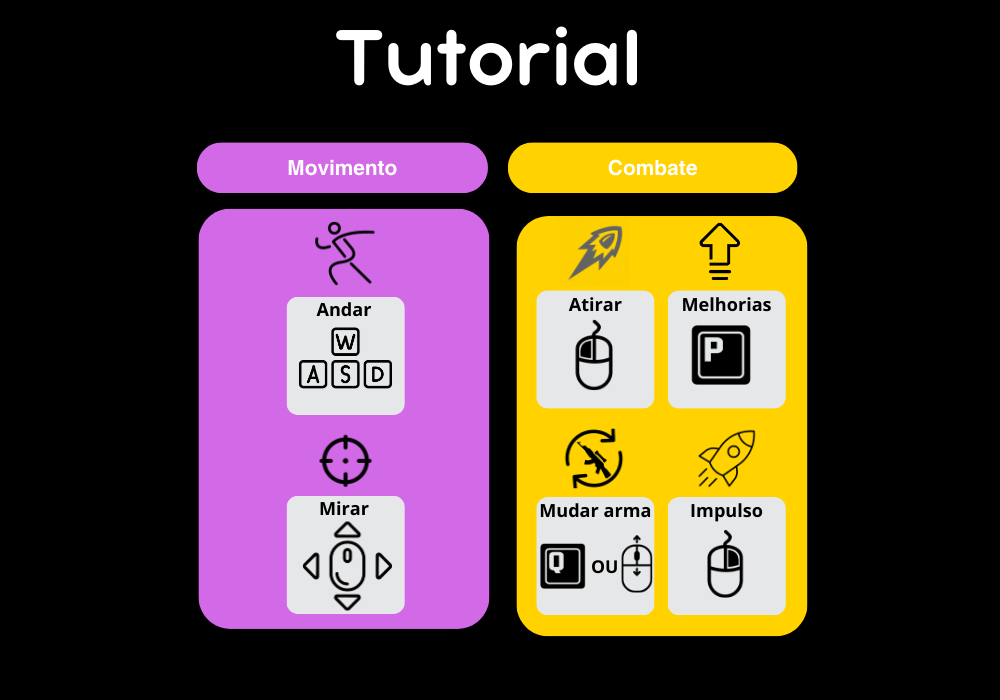 Tutorial
Movimento
Andar
W
A S D
Mirar
Combate
Atirar
Melhorias
P
Mudar arma
Q OU
Impulso